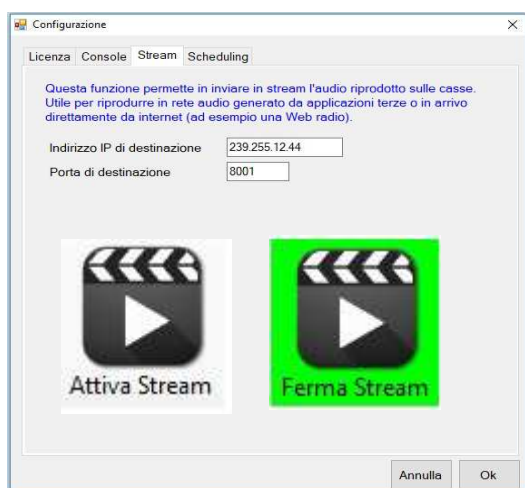 Configurazione
Licenza Console Stream Scheduling
Questa funzione permette in inviare in stream l'audio riprodotto sulle casse.
Utile per riprodurre in rete audio generato da applicazioni terze o in arrivo
direttamente da internet (ad esempio una Web radio).
Indirizzo IP di destinazione 239.255.12.44
Porta di destinazione 8001
Attiva Stream Ferma Stream
Annulla Ok